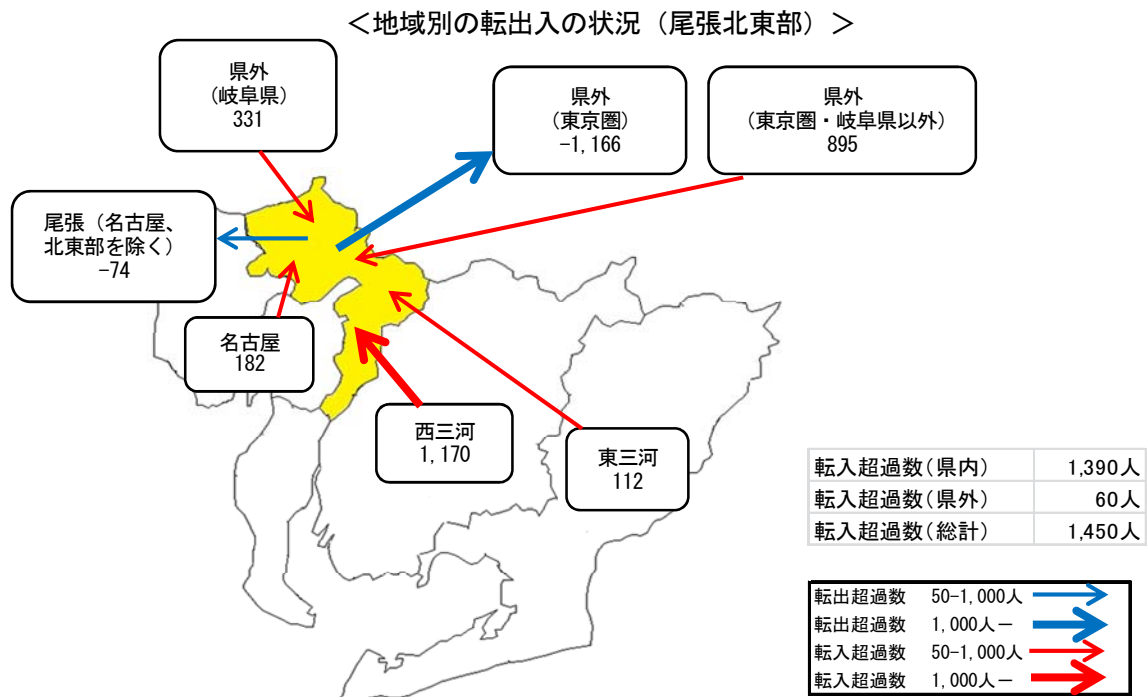 ＜地域別の転出入の状況（尾張北東部）＞
県外
(岐阜県)
331
県外
(東京圏)
-1,166
県外
(東京圏・岐阜県以外)
895
尾張（名古屋、
北東部を除く）
-74
名古屋
182
西三河
1,170
東三河
112
転入超過数(県内) 1,390人
転入超過数(県外) 60人
転入超過数(総計) 1,450人
転出超過数 50-1,000人
転出超過数 1,000人－
転入超過数 50-1,000人
転入超過数 1,000人－